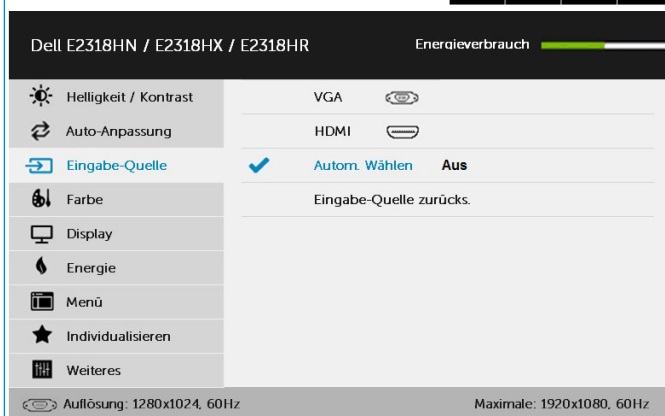 Dell E2318HN / E2318HX / E2318HR
Energieverbrauch
Helligkeit / Kontrast
Auto-Anpassung
Eingabe-Quelle
Farbe
Display
Energie
Menü
Individualisieren
Weiteres
VGA
HDMI
Autom. Wählen Aus
Eingabe-Quelle zurücks.
Auflösung: 1280x1024, 60Hz
Maximale: 1920x1080, 60Hz